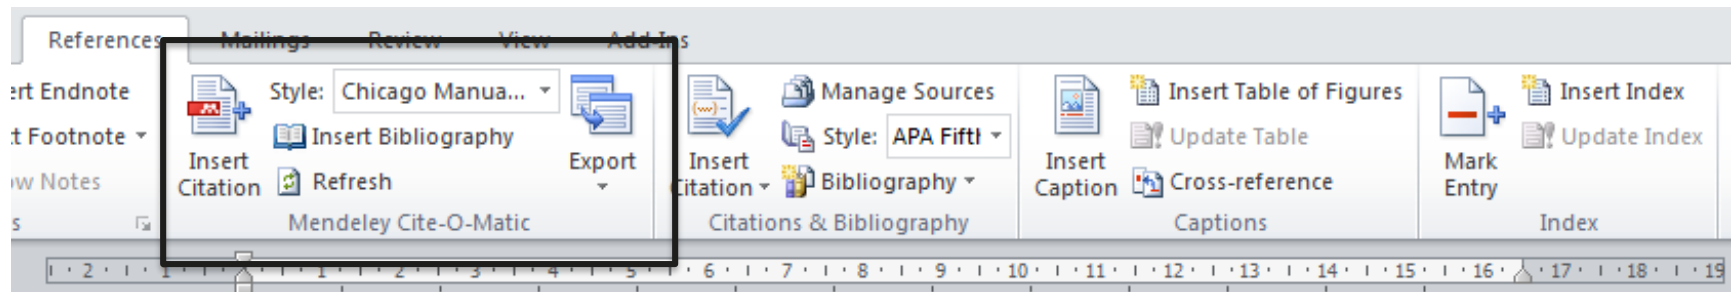 References Mailings Review View Add-Ins
ert Endnote
t Footnote
ow Notes
s
Insert
Citation
Style: Chicago Manua...
Insert Bibliography
Refresh
Export
Mendeley Cite-O-Matic
Insert
Citation
Manage Sources
Style: APA Fifth
Bibliography
Citations & Bibliography
Insert
Caption
Insert Table of Figures
Update Table
Cross-reference
Captions
Mark
Entry
Insert Index
Update Index
Index
2 1 1 2 3 4 5 6 7 8 9 10 11 12 13 14 15 16 17 18 19